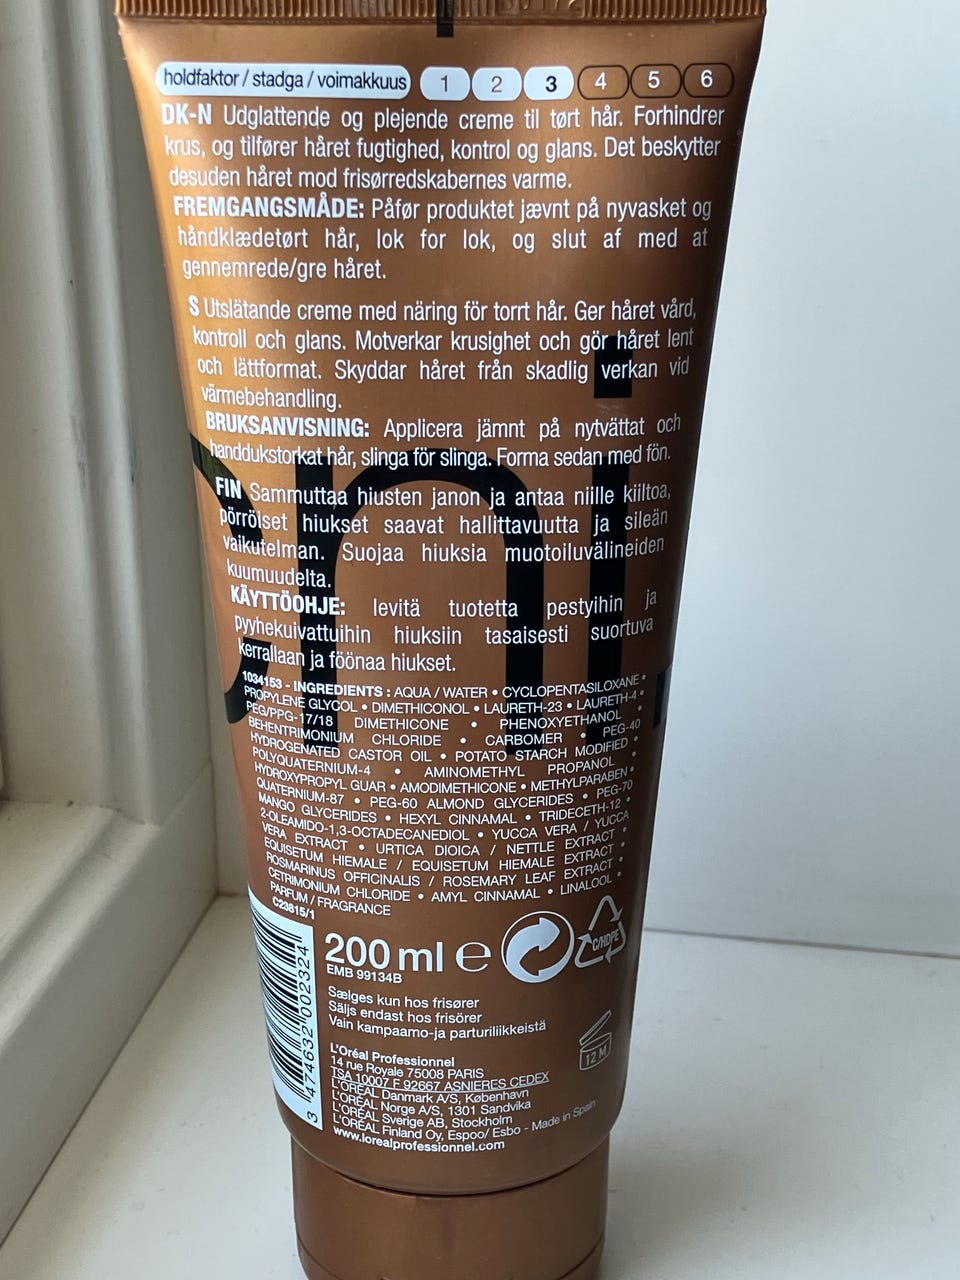 holdfaktor / stadga / voimakkuus 1 2 3 4 5 6
DK-N Udglattende og plejende creme til tørt hår. Forhindrer
krus, og tilfører håret fugtighed, kontrol og glans. Det beskytter
desuden håret mod frisørredskabernes varme.
FREMGANGSMÅDE: Påfør produktet jævnt på nyvasket og
håndklædetørt hår, lok for lok, og slut af med at
gennemrede/gre håret.
S Utslätande creme med näring för torrt hår. Ger håret vård,
kontroll och glans. Motverkar krusighet och gör håret lent
och lättformat. Skyddar håret från skadlig verkan vid
värmebehandling.
BRUKSANVISNING: Applicera jämnt på nytvättat och
handdukstorkat hår, slinga för slinga. Forma sedan med fön.
FIN Sammuttaa hiusten janon ja antaa niille kiiltoa,
pörröiset hiukset saavat hallittavuutta ja sileän
vaikutelman. Suojaa hiuksia muotoiluvälineiden
kuumuudelta.
KÄYTTÖOHJE: levitä tuotetta pestyihin ja
pyyhekuivattuihin hiuksiin tasaisesti suortuva
kerrallaan ja föönaa hiukset.
1034153 - INGREDIENTS : AQUA / WATER • CYCLOPENTASILOXANE •
PROPYLENE GLYCOL • DIMETHICONOL • LAURETH-23 • LAURETH-4 •
PEG/PPG-17/18 DIMETHICONE • PHENOXYETHANOL •
BEHENTRIMONIUM CHLORIDE • CARBOMER • PEG-40
HYDROGENATED CASTOR OIL • POTATO STARCH MODIFIED •
POLYQUATERNIUM-4 • AMINOMETHYL PROPANOL •
HYDROXYPROPYL GUAR • AMODIMETHICONE • METHYLPARABEN •
QUATERNIUM-87 • PEG-60 ALMOND GLYCERIDES • PEG-70
MANGO GLYCERIDES • HEXYL CINNAMAL • TRIDECETH-12 •
2-OLEAMIDO-1,3-OCTADECANEDIOL • YUCCA VERA / YUCCA
VERA EXTRACT • URTICA DIOICA / NETTLE EXTRACT •
EQUISETUM HIEMALE / EQUISETUM HIEMALE EXTRACT •
ROSMARINUS OFFICINALIS / ROSEMARY LEAF EXTRACT •
CETRIMONIUM CHLORIDE • AMYL CINNAMAL • LINALOOL •
PARFUM / FRAGRANCE
C23815/1
200 ml e
C/HDPE
EMB 99134B
Sælges kun hos frisører
Säljs endast hos frisörer
Vain kampaamo-ja parturiliikkeistä
12 M
L'Oréal Professionnel
14 rue Royale 75008 PARIS
TSA 10007 F 92667 ASNIERES CEDEX
L'ORÉAL Danmark A/S, København
L'ORÉAL Norge A/S, 1301 Sandvika
L'ORÉAL Sverige AB, Stockholm
L'ORÉAL Finland Oy, Espoo/ Esbo - Made in Spain
www.lorealprofessionnel.com
3 474632 002324